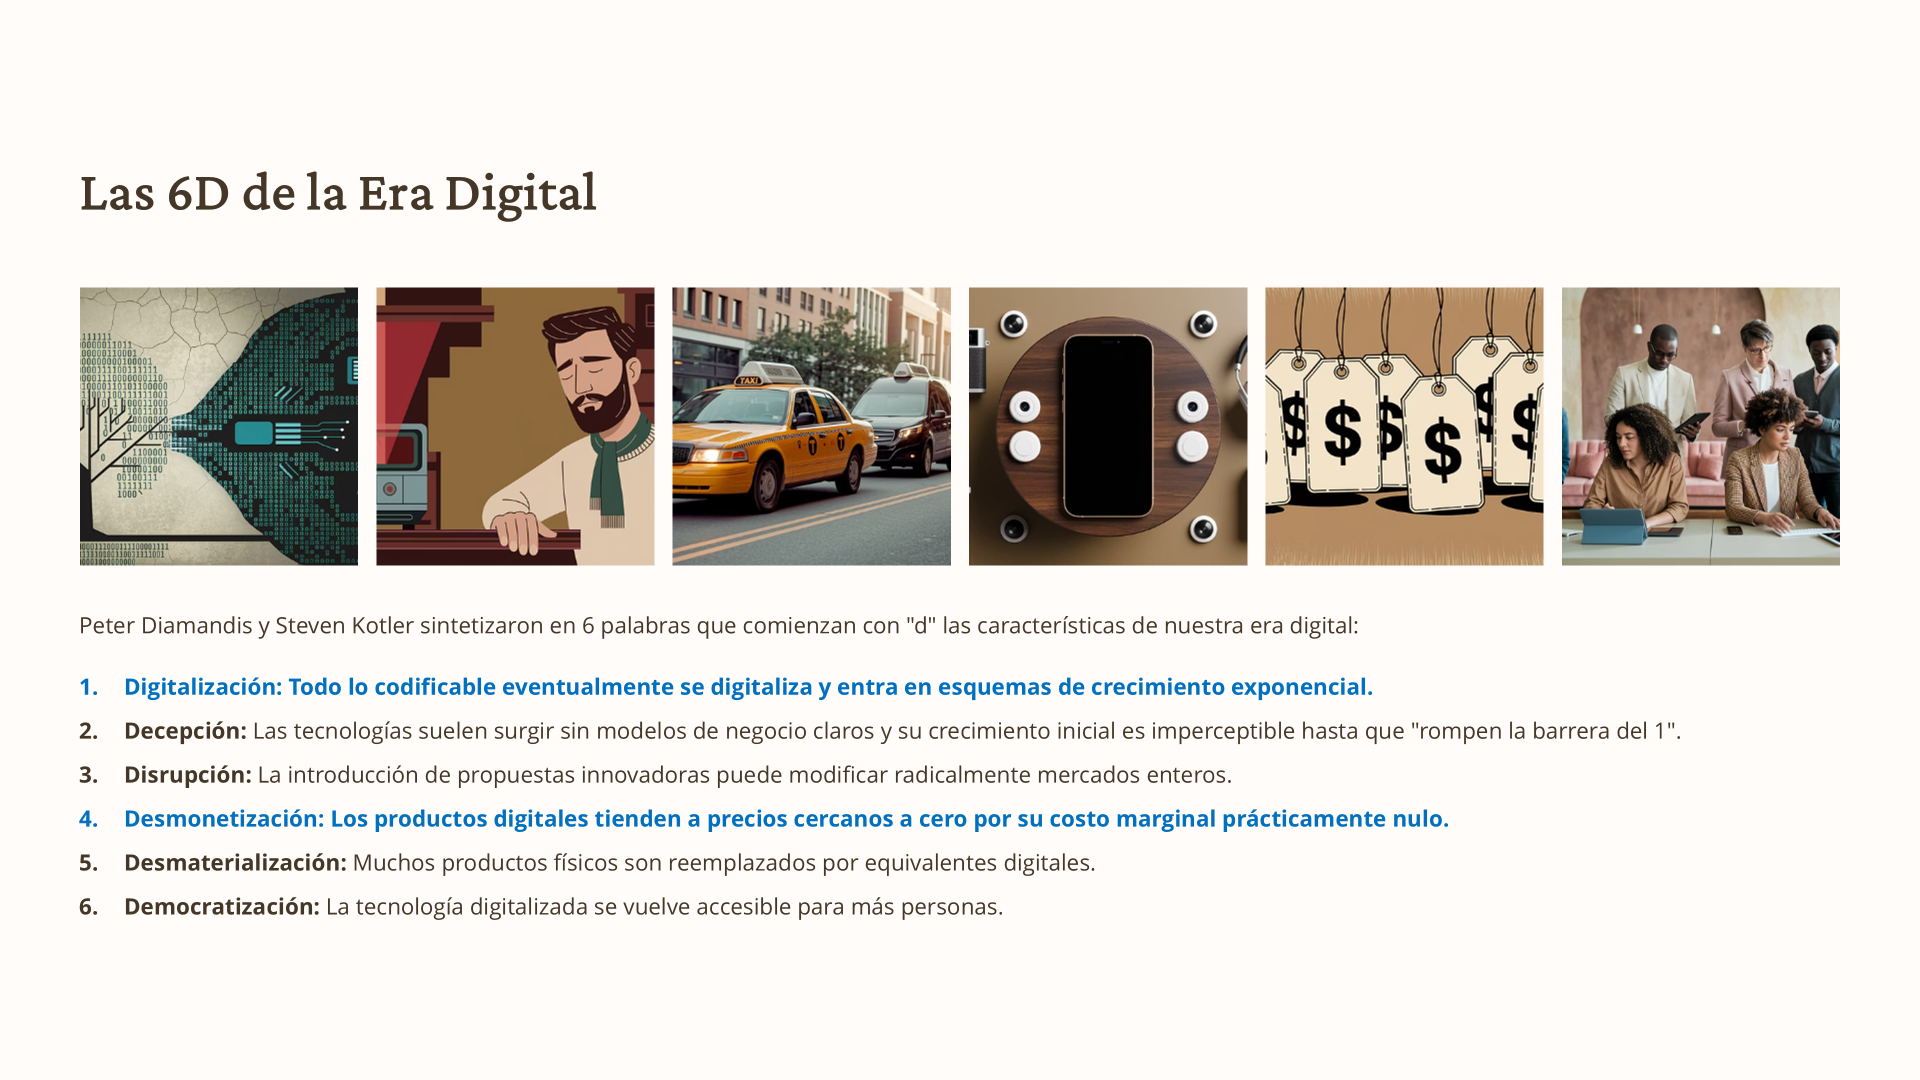 Las 6D de la Era Digital
TAXI
$ $ $ $ $ $
Peter Diamandis y Steven Kotler sintetizaron en 6 palabras que comienzan con "d" las características de nuestra era digital:
1. Digitalización: Todo lo codificable eventualmente se digitaliza y entra en esquemas de crecimiento exponencial.
2. Decepción: Las tecnologías suelen surgir sin modelos de negocio claros y su crecimiento inicial es imperceptible hasta que "rompen la barrera del 1".
3. Disrupción: La introducción de propuestas innovadoras puede modificar radicalmente mercados enteros.
4. Desmonetización: Los productos digitales tienden a precios cercanos a cero por su costo marginal prácticamente nulo.
5. Desmaterialización: Muchos productos físicos son reemplazados por equivalentes digitales.
6. Democratización: La tecnología digitalizada se vuelve accesible para más personas.